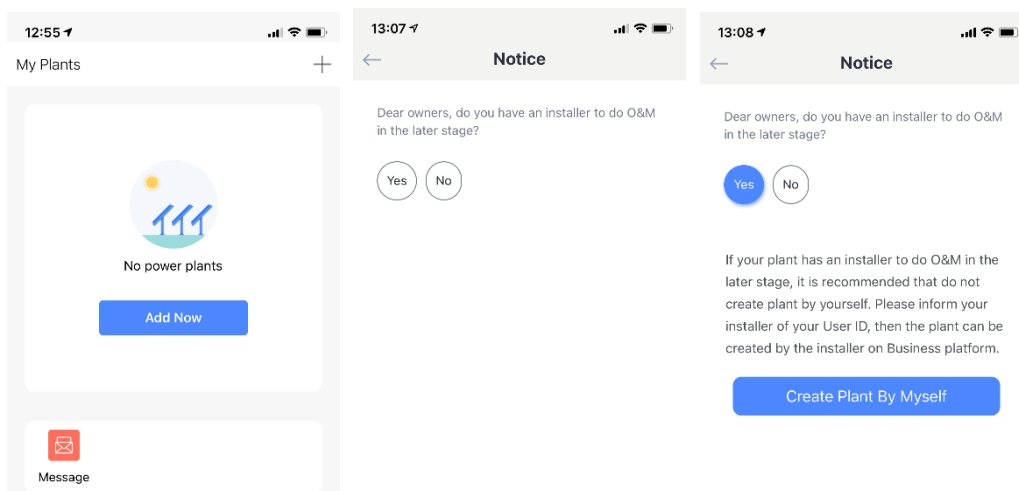 12:55
My Plants
No power plants
Add Now
Message
13:07
Notice
Dear owners, do you have an installer to do O&M
in the later stage?
Yes No
13:08
Notice
Dear owners, do you have an installer to do O&M
in the later stage?
Yes No
If your plant has an installer to do O&M in the
later stage, it is recommended that do not
create plant by yourself. Please inform your
installer of your User ID, then the plant can be
created by the installer on Business platform.
Create Plant By Myself